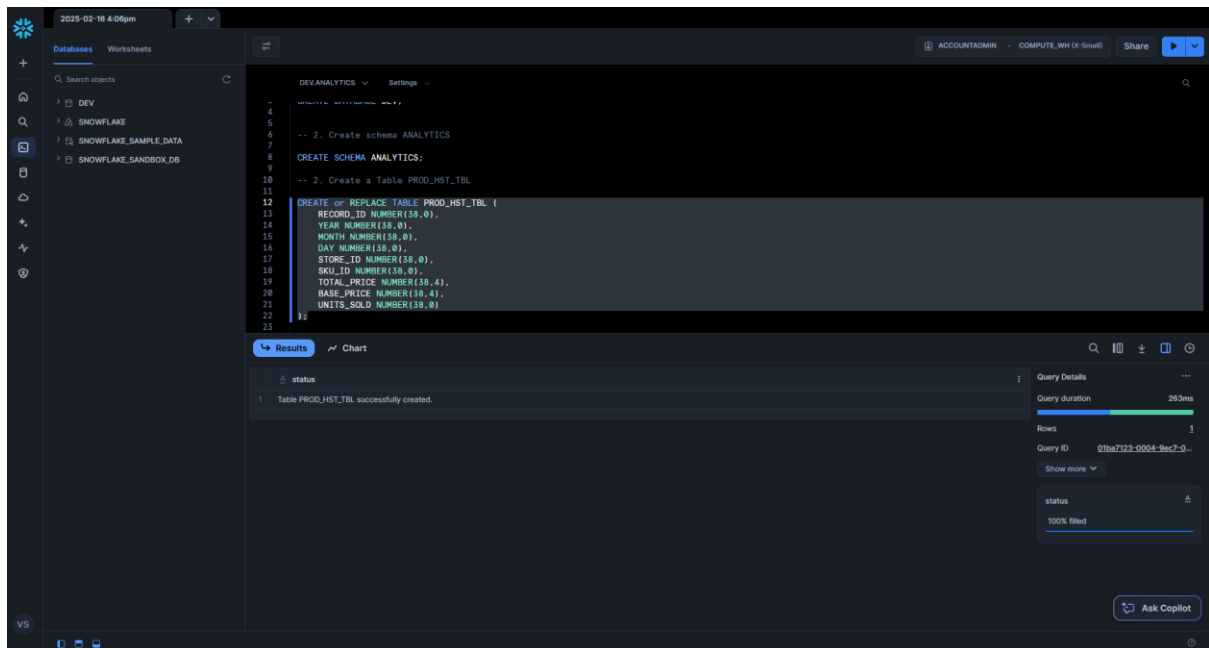 2025-02-16 4:06pm
Databases Worksheets
Search objects
DEV
SNOWFLAKE
SNOWFLAKE_SAMPLE_DATA
SNOWFLAKE_SANDBOX_DB
VS
ACCOUNTADMIN COMPUTE_WH (X-Small) Share
DEV.ANALYTICS Settings
CREATE DATABASE DEV;
4
5
6 -- 2. Create schema ANALYTICS
7
8 CREATE SCHEMA ANALYTICS;
9
10 -- 2. Create a Table PROD_HST_TBL
11
12 CREATE or REPLACE TABLE PROD_HST_TBL (
13 RECORD_ID NUMBER(38,0),
14 YEAR NUMBER(38,0),
15 MONTH NUMBER(38,0),
16 DAY NUMBER(38,0),
17 STORE_ID NUMBER(38,0),
18 SKU_ID NUMBER(38,0),
19 TOTAL_PRICE NUMBER(38,4),
20 BASE_PRICE NUMBER(38,4),
21 UNITS_SOLD NUMBER(38,0)
22 );
23
Results Chart
A status
1 Table PROD_HST_TBL successfully created.
Query Details ...
Query duration 263ms
Rows 1
Query ID 01ba7123-0004-9ec7-0...
Show more
status A
100% filled
Ask Copilot